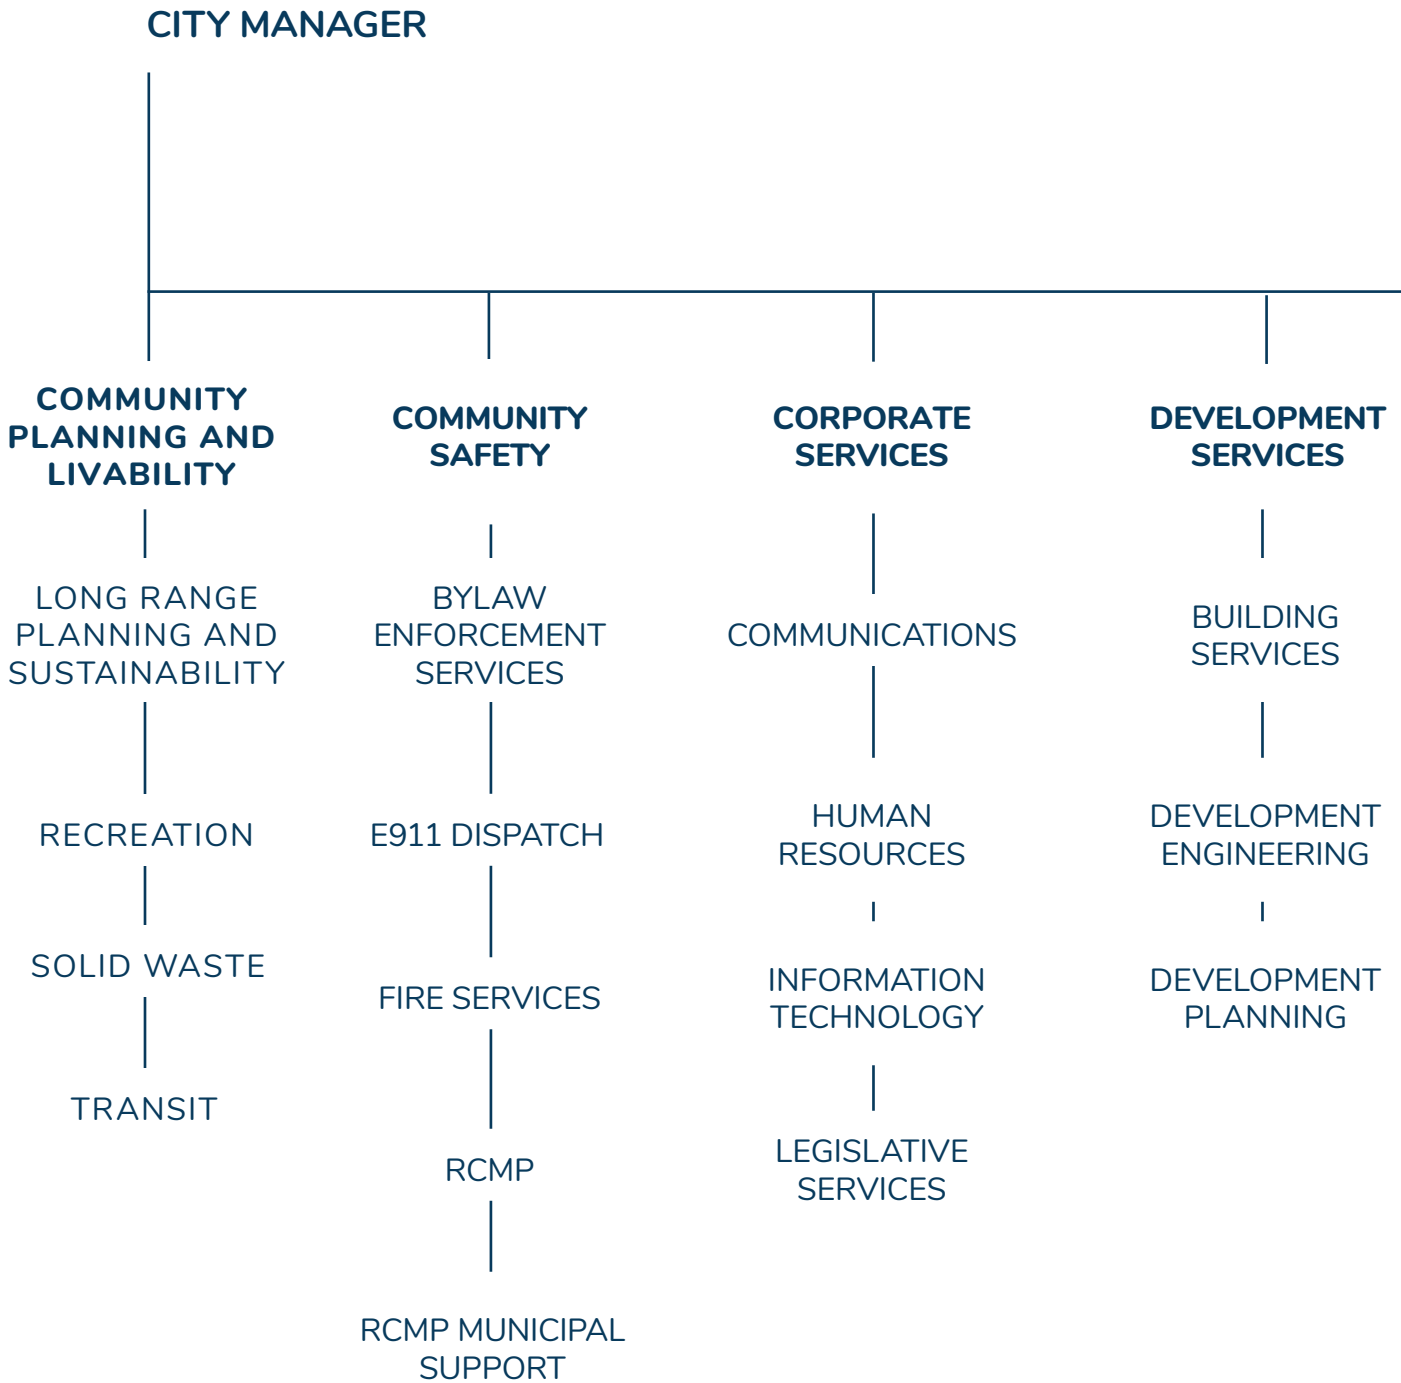 CITY MANAGER
COMMUNITY
PLANNING AND
LIVABILITY
LONG RANGE
PLANNING AND
SUSTAINABILITY
RECREATION
SOLID WASTE
TRANSIT
COMMUNITY
SAFETY
BYLAW
ENFORCEMENT
SERVICES
E911 DISPATCH
FIRE SERVICES
RCMP
RCMP MUNICIPAL
SUPPORT
CORPORATE
SERVICES
COMMUNICATIONS
HUMAN
RESOURCES
INFORMATION
TECHNOLOGY
LEGISLATIVE
SERVICES
DEVELOPMENT
SERVICES
BUILDING
SERVICES
DEVELOPMENT
ENGINEERING
DEVELOPMENT
PLANNING